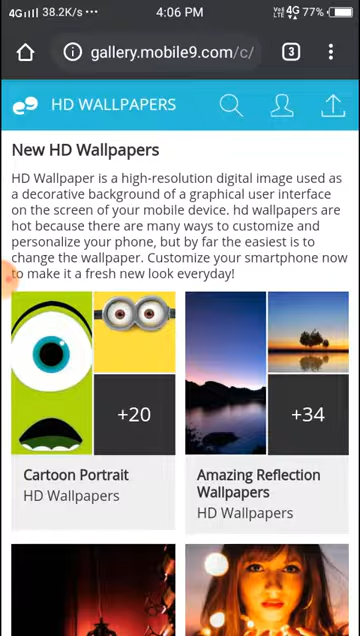 4G 38.2K/s ••• 4:06 PM VoLTE 4G 77%
gallery.mobile9.com/c/ 3
HD WALLPAPERS
New HD Wallpapers
HD Wallpaper is a high-resolution digital image used as
a decorative background of a graphical user interface
on the screen of your mobile device. hd wallpapers are
hot because there are many ways to customize and
personalize your phone, but by far the easiest is to
change the wallpaper. Customize your smartphone now
to make it a fresh new look everyday!
+20
Cartoon Portrait
HD Wallpapers
+34
Amazing Reflection
Wallpapers
HD Wallpapers